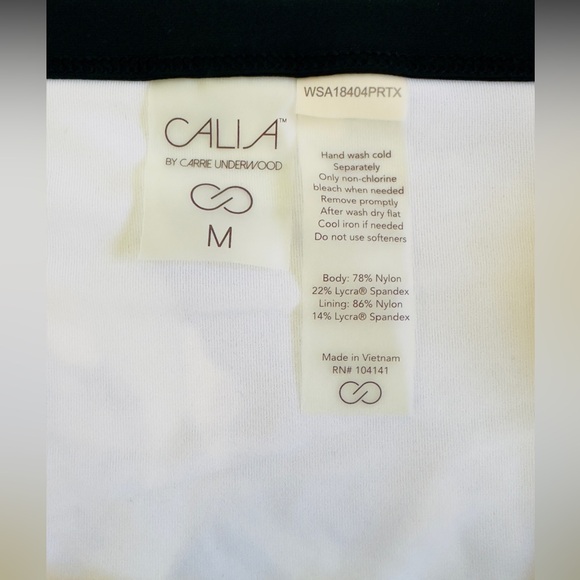 CALIA™
BY CARRIE UNDERWOOD
M
WSA18404PRTX
Hand wash cold
Separately
Only non-chlorine
bleach when needed
Remove promptly
After wash dry flat
Cool iron if needed
Do not use softeners
Body: 78% Nylon
22% Lycra® Spandex
Lining: 86% Nylon
14% Lycra® Spandex
Made in Vietnam
RN# 104141